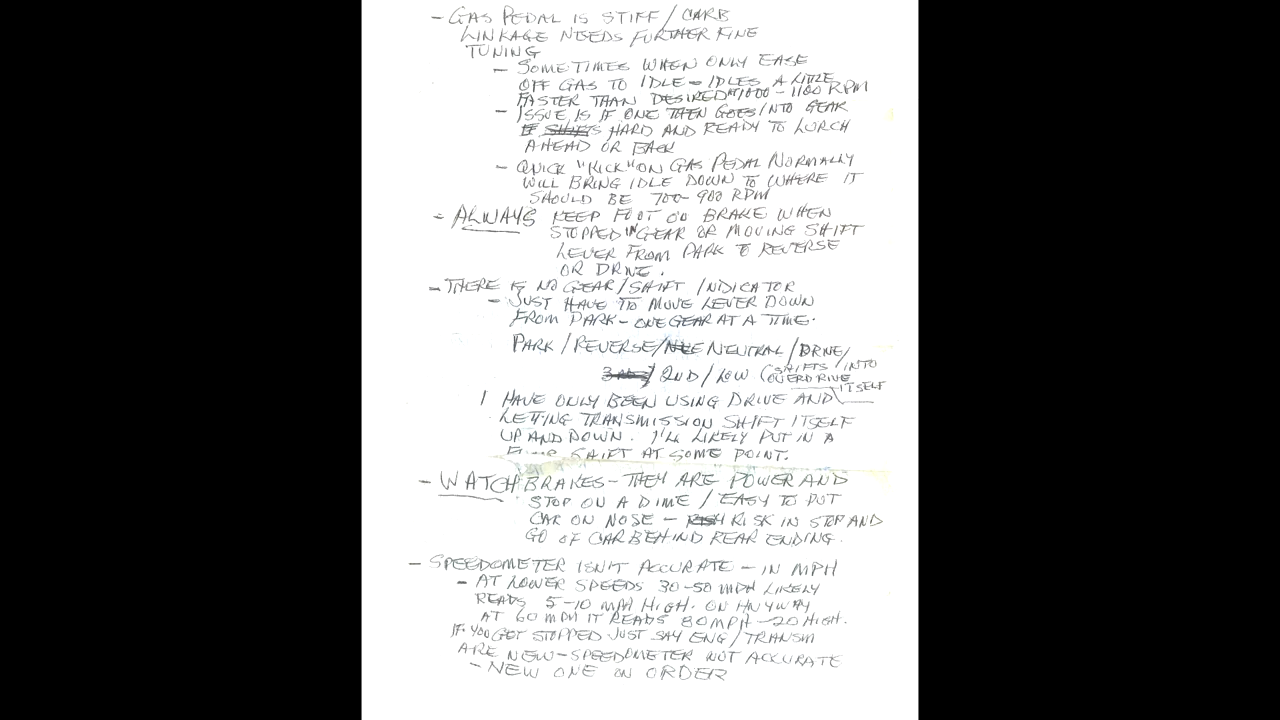 - GAS PEDAL IS STIFF / CARB
LINKAGE NEEDS FURTHER FINE
TUNING
- SOMETIMES WHEN ONLY EASE
OFF GAS TO IDLE - IDLES A LITTLE
FASTER THAN DESIRED 1000 - 1100 RPM
- ISSUE IS IF ONE THEN GOES INTO GEAR
HARD AND READY TO LURCH
AHEAD OR BACK
- QUICK "KICK" ON GAS PEDAL NORMALLY
WILL BRING IDLE DOWN TO WHERE IT
SHOULD BE 700-900 RPM
- ALWAYS KEEP FOOT ON BRAKE WHEN
STOPPED IN GEAR OR MOVING SHIFT
LEVER FROM PARK TO REVERSE
OR DRIVE.
- THERE IS NO GEAR/SHIFT INDICATOR
- JUST HAVE TO MOVE LEVER DOWN
FROM PARK - ONE GEAR AT A TIME.
PARK / REVERSE / NEUTRAL / DRIVE /
2ND / LOW (SHIFTS INTO
OVERDRIVE
ITSELF
I HAVE ONLY BEEN USING DRIVE AND
LETTING TRANSMISSION SHIFT ITSELF
UP AND DOWN. I'LL LIKELY PUT IN A
SHIFT AT SOME POINT.
- WATCH BRAKES - THEY ARE POWER AND
STOP ON A DIME / EASY TO PUT
CAR ON NOSE - RISK IN STOP AND
GO OF CAR BEHIND REAR ENDING.
- SPEEDOMETER ISN'T ACCURATE - IN MPH
- AT LOWER SPEEDS 30-50 MPH LIKELY
READS 5-10 MPH HIGH. ON HWYWAY
AT 60 MPH IT READS 80 MPH - 20 HIGH.
IF YOU GET STOPPED JUST SAY ENG/TRANSM
ARE NEW - SPEEDOMETER NOT ACCURATE
- NEW ONE ON ORDER